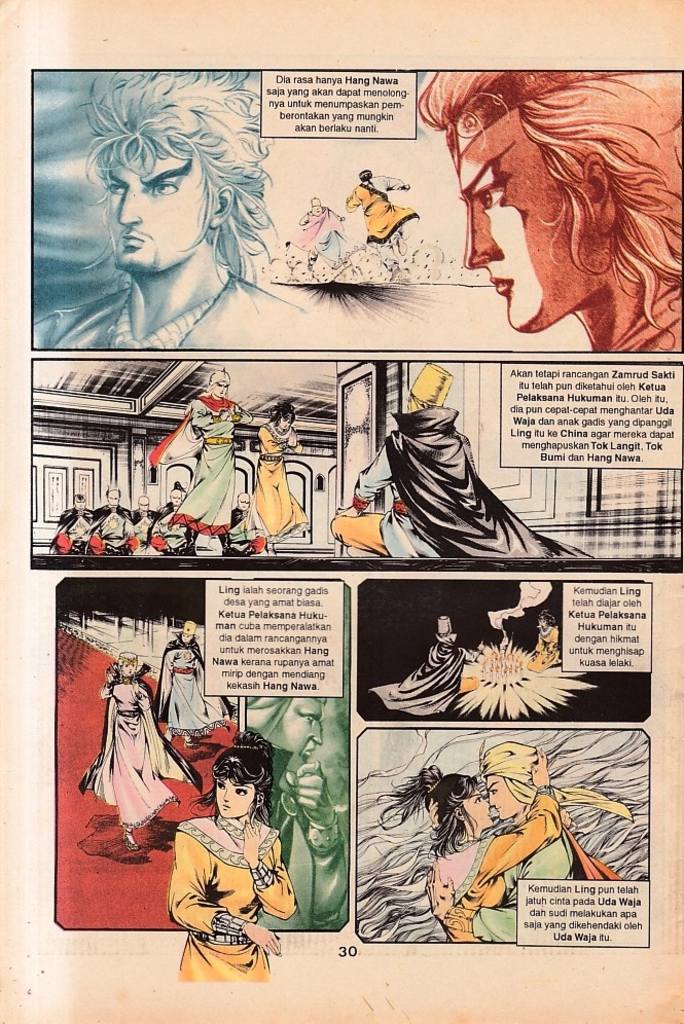 Dia rasa hanya Hang Nawa
saja yang akan dapat menolong-
nya untuk menumpaskan pem-
berontakan yang mungkin
akan berlaku nanti.
Akan tetapi rancangan Zamrud Sakti
itu telah pun diketahui oleh Ketua
Pelaksana Hukuman itu. Oleh itu,
dia pun cepat-cepat menghantar Uda
Waja dan anak gadis yang dipanggil
Ling itu ke China agar mereka dapat
menghapuskan Tok Langit, Tok
Bumi dan Hang Nawa.
Ling ialah seorang gadis
desa yang amat biasa.
Ketua Pelaksana Huku-
man cuba memperalatkan
dia dalam rancangannya
untuk merosakkan Hang
Nawa kerana rupanya amat
mirip dengan mendiang
kekasih Hang Nawa.
Kemudian Ling
telah diajar oleh
Ketua Pelaksana
Hukuman itu
dengan hikmat
untuk menghisap
kuasa lelaki.
Kemudian Ling pun telah
jatuh cinta pada Uda Waja
dan sudi melakukan apa
saja yang dikehendaki oleh
Uda Waja itu.
30